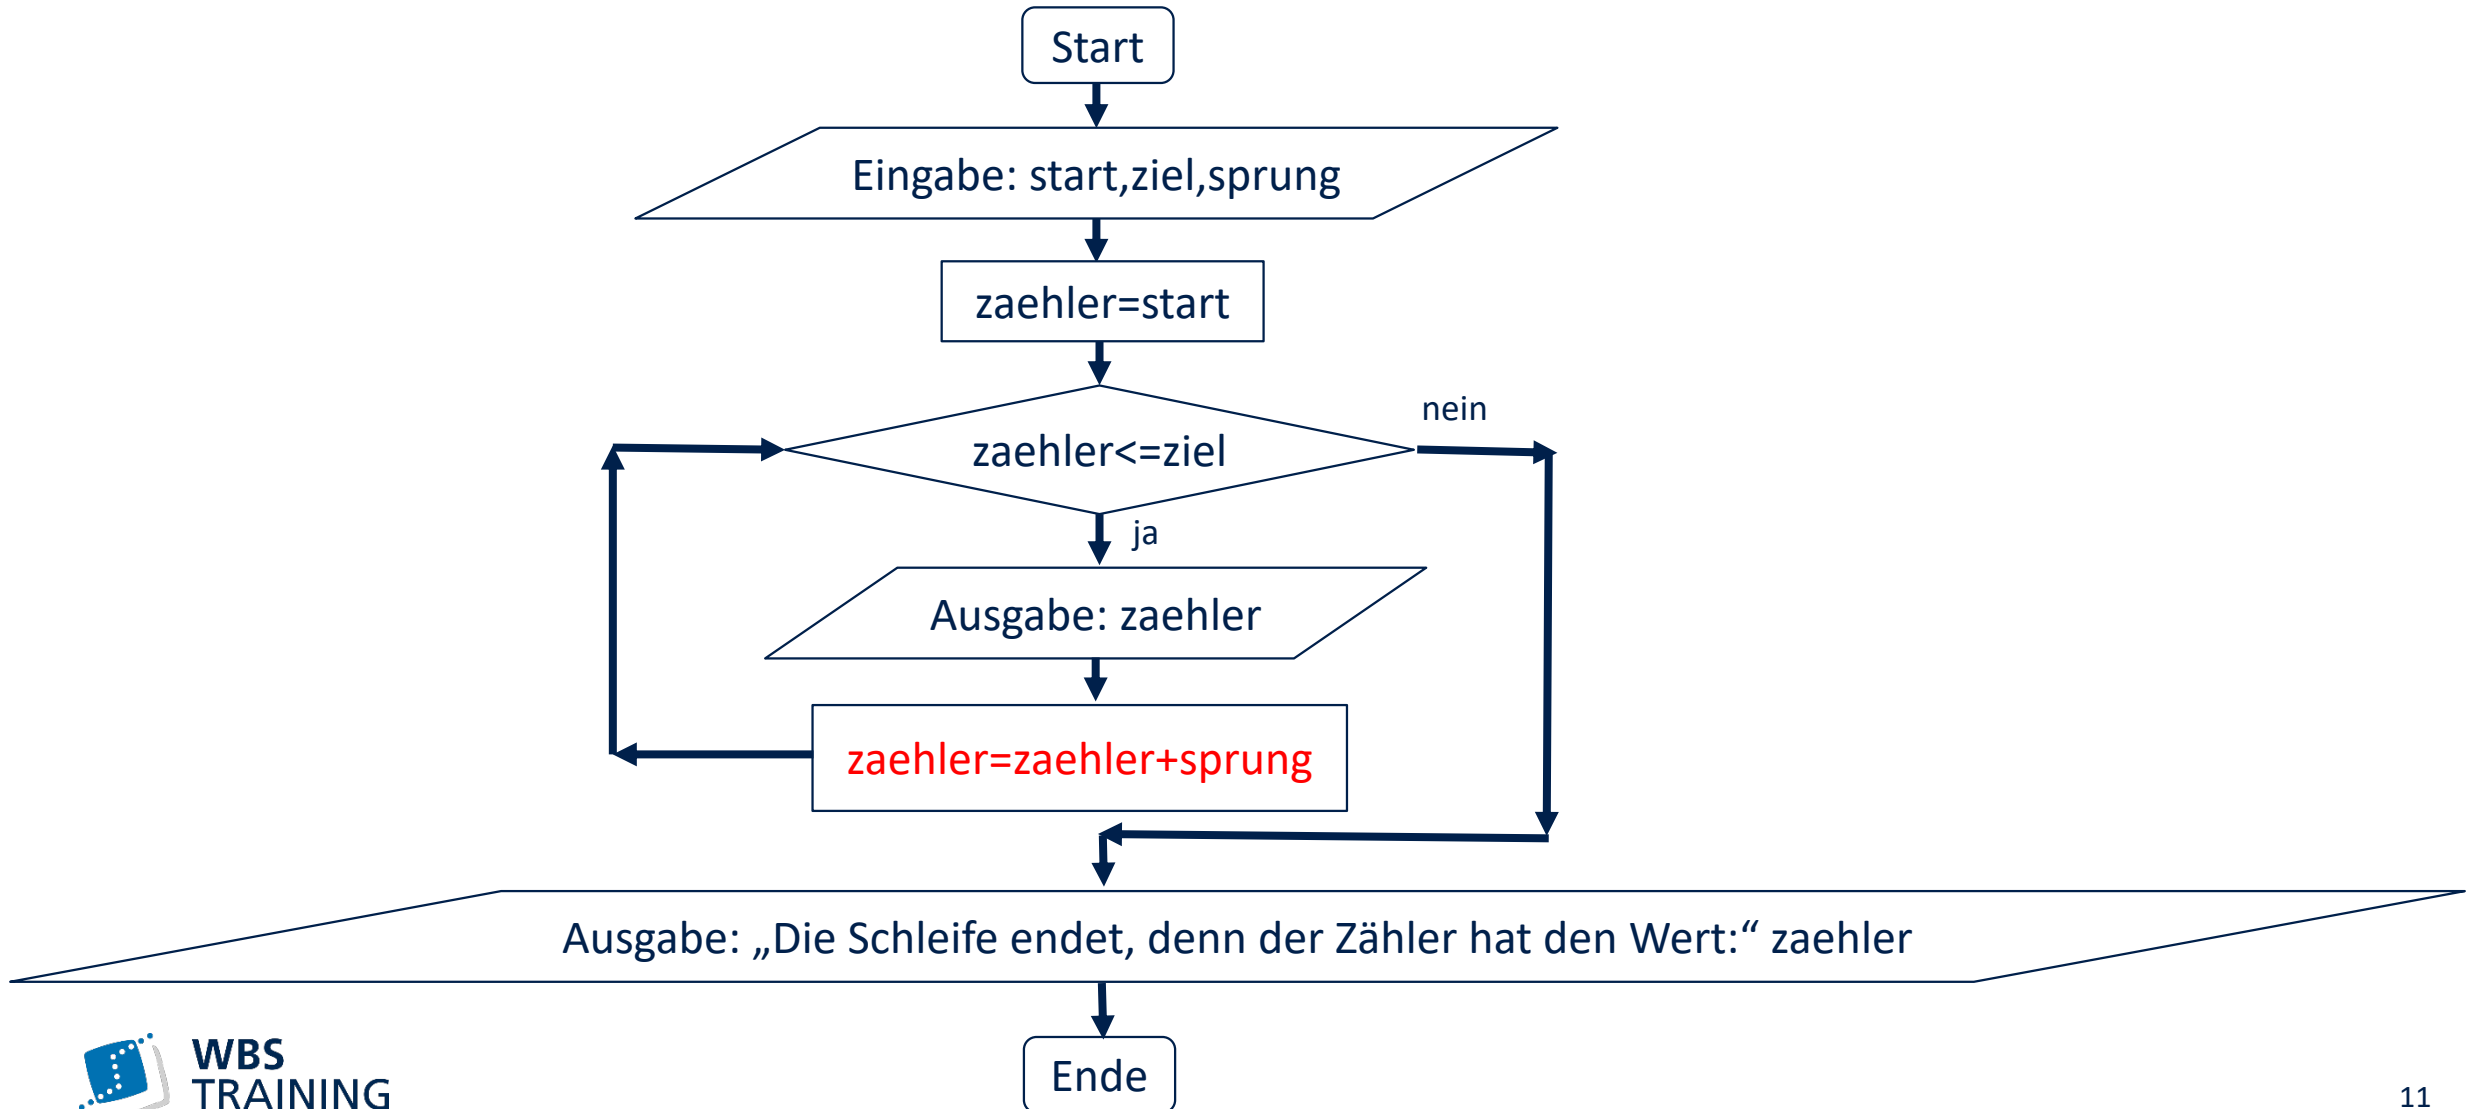 Start
Eingabe: start,ziel,sprung
zaehler=start
nein
zaehler<=ziel
ja
Ausgabe: zaehler
zaehler=zaehler+sprung
Ausgabe: „Die Schleife endet, denn der Zähler hat den Wert:“ zaehler
Ende
WBS
TRAINING
11